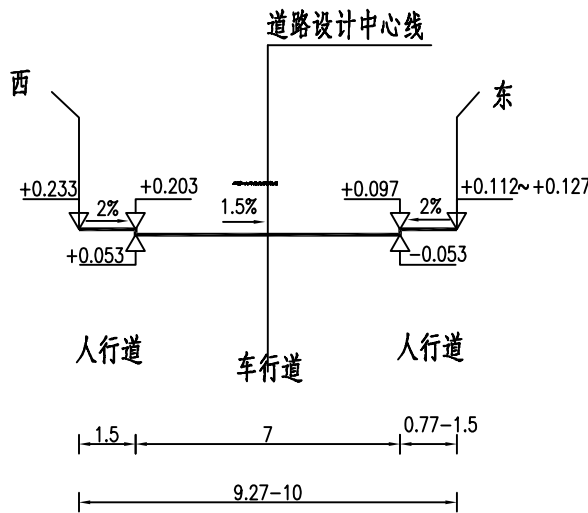 道路设计中心线
西
东
+0.233
+0.203
+0.097
+0.112~+0.127
2%
1.5%
2%
+0.053
-0.053
人行道
车行道
人行道
1.5
7
0.77-1.5
9.27-10